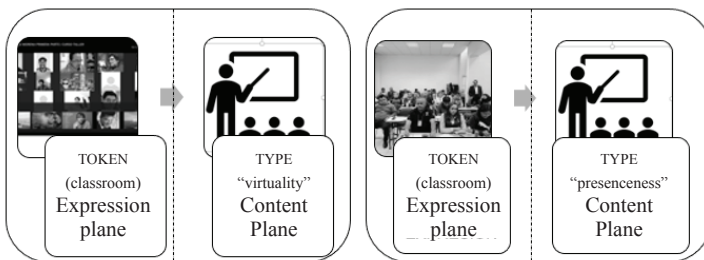 TOKEN
(classroom)
Expression
plane
TYPE
“virtuality”
Content
Plane
TOKEN
(classroom)
Expression
plane
TYPE
“presenceness”
Content
Plane